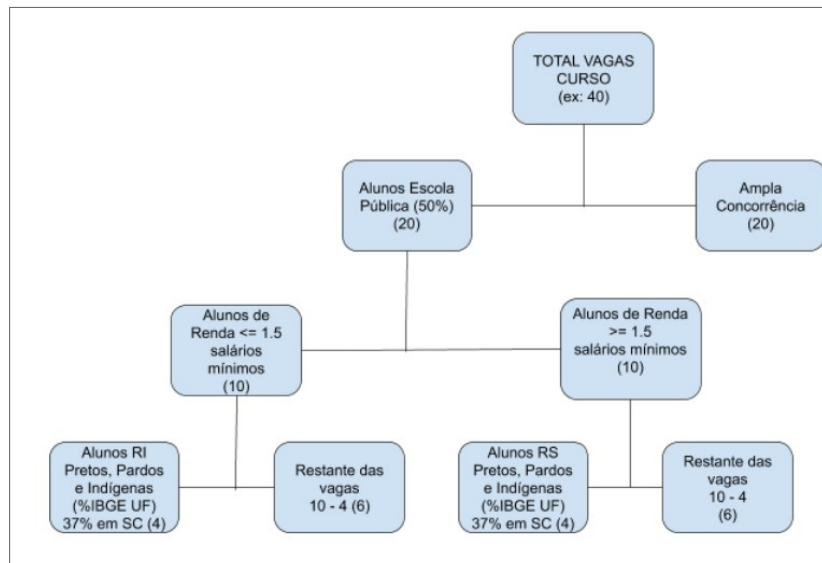 TOTAL VAGAS
CURSO
(ex: 40)
Alunos Escola
Pública (50%)
(20)
Ampla
Concorrência
(20)
Alunos de
Renda <= 1.5
salários
mínimos
(10)
Alunos de Renda
>= 1.5
salários mínimos
(10)
Alunos RI
Pretos, Pardos
e Indígenas
(%IBGE UF)
37% em SC (4)
Restante das
vagas
10 - 4 (6)
Alunos RS
Pretos, Pardos
e Indígenas
(%IBGE UF)
37% em SC (4)
Restante das
vagas
10 - 4
(6)